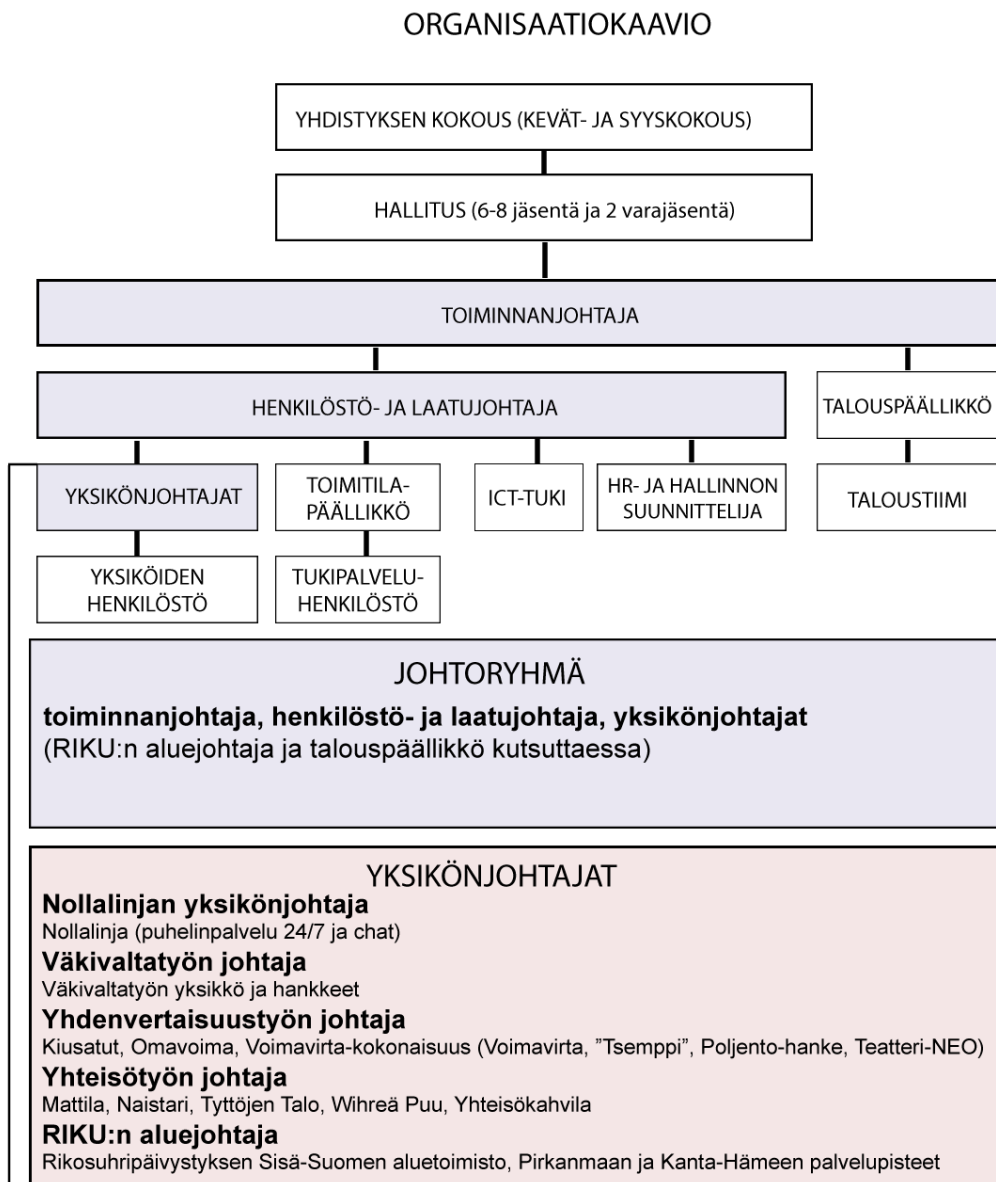 ORGANISAATIOKAAVIO
YHDISTYKSEN KOKOUS (KEVÄT- JA SYYSKOKOUS)
HALLITUS (6-8 jäsentä ja 2 varajäsentä)
TOIMINNANJOHTAJA
HENKILÖSTÖ- JA LAATUJOHTAJA
TALOUSPÄÄLLIKKÖ
YKSIKÖNJOHTAJAT
TOIMITILA-
PÄÄLLIKKÖ
ICT-TUKI
HR- JA HALLINNON
SUUNNITTELIJA
TALOUSTIIMI
YKSIKÖIDEN
HENKILÖSTÖ
TUKIPALVELU-
HENKILÖSTÖ
JOHTORYHMÄ
toiminnanjohtaja, henkilöstö- ja laatujohtaja, yksikönjohtajat
(RIKU:n aluejohtaja ja talouspäällikkö kutsuttaessa)
YKSIKÖNJOHTAJAT
Nollalinjan yksikönjohtaja
Nollalinja (puhelinpalvelu 24/7 ja chat)
Väkivaltatyön johtaja
Väkivaltatyön yksikkö ja hankkeet
Yhdenvertaisuustyön johtaja
Kiusatut, Omavoima, Voimavirta-kokonaisuus (Voimavirta, ”Tsemppi”, Poljento-hanke, Teatteri-NEO)
Yhteisötyön johtaja
Mattila, Naistari, Tyttöjen Talo, Wihreä Puu, Yhteisökahvila
RIKU:n aluejohtaja
Rikosuhripäivystyksen Sisä-Suomen aluetoimisto, Pirkanmaan ja Kanta-Hämeen palvelupisteet